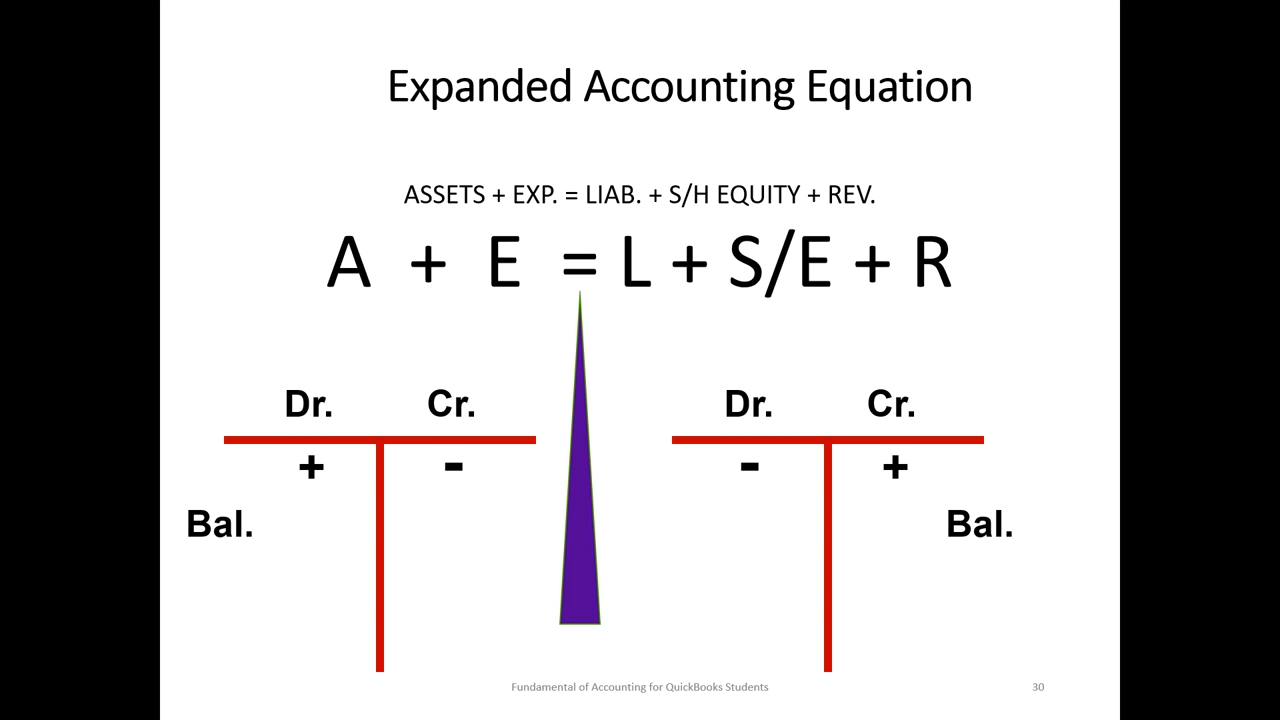 Expanded Accounting Equation
ASSETS + EXP. = LIAB. + S/H EQUITY + REV.
A + E = L + S/E + R
Dr. Cr. Dr. Cr.
+ - - +
Bal. Bal.
Fundamental of Accounting for QuickBooks Students 30